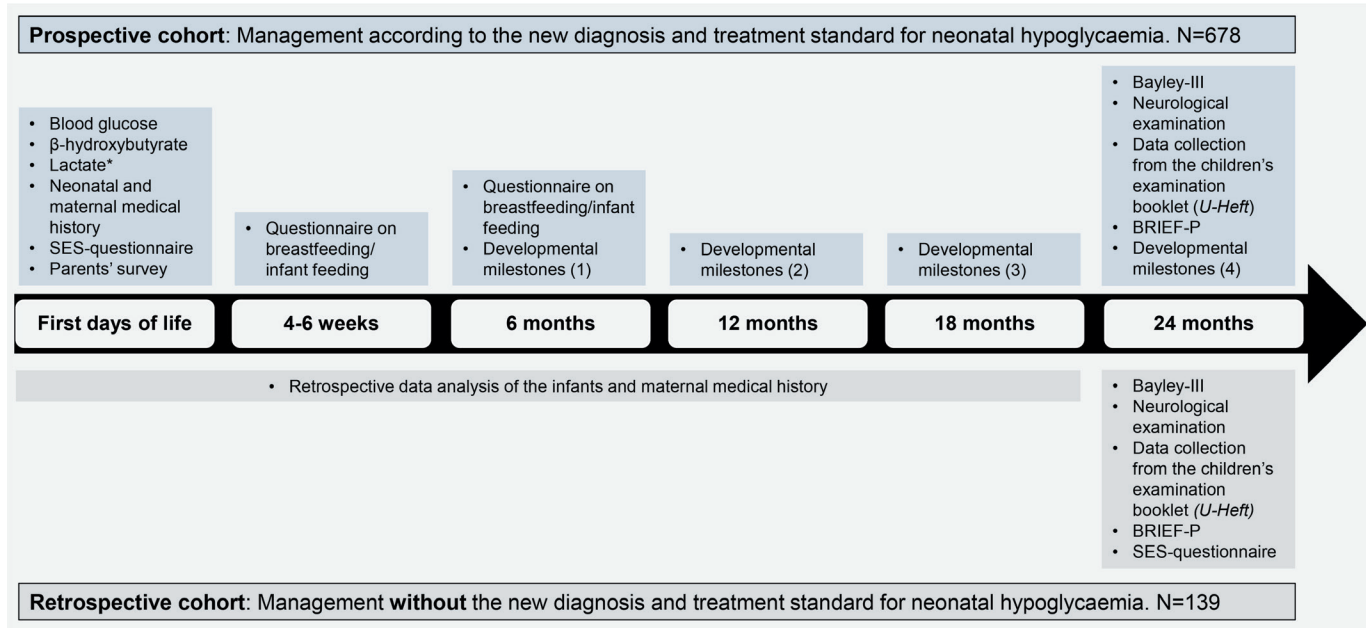 Prospective cohort: Management according to the new diagnosis and treatment standard for neonatal hypoglycaemia. N=678
• Blood glucose
• β-hydroxybutyrate
• Lactate*
• Neonatal and
maternal medical
history
• SES-questionnaire
• Parents' survey
• Questionnaire on
breastfeeding/
infant feeding
• Questionnaire on
breastfeeding/infant
feeding
• Developmental
milestones (1)
• Developmental
milestones (2)
• Developmental
milestones (3)
• Bayley-III
• Neurological
examination
• Data collection
from the children's
examination
booklet (U-Heft)
• BRIEF-P
• Developmental
milestones (4)
First days of life
4-6 weeks
6 months
12 months
18 months
24 months
• Retrospective data analysis of the infants and maternal medical history
• Bayley-III
• Neurological
examination
• Data collection
from the children's
examination
booklet (U-Heft)
• BRIEF-P
• SES-questionnaire
Retrospective cohort: Management without the new diagnosis and treatment standard for neonatal hypoglycaemia. N=139